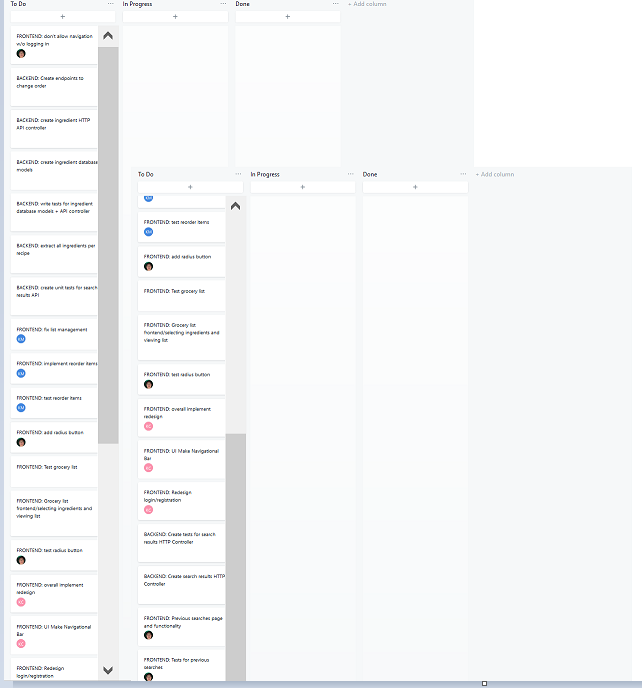 To Do
In Progress
Done
+ Add column
FRONTEND: don't allow navigation
w/o logging in
BACKEND: Create endpoints to
change order
BACKEND: create ingredient HTTP
API controller
BACKEND: create ingredient database
models
BACKEND: write tests for ingredient
database models + API controller
BACKEND: extract all ingredients per
recipe
BACKEND: create unit tests for search
results API
FRONTEND: fix list management
KM
FRONTEND: implement reorder items
KM
FRONTEND: test reorder items
KM
FRONTEND: add radius button
FRONTEND: Test grocery list
FRONTEND: Grocery list
frontend/selecting ingredients and
viewing list
FRONTEND: test radius button
FRONTEND: overall implement
redesign
FRONTEND: UI Make Navigational
Bar
FRONTEND: Redesign
login/registration
To Do
In Progress
Done
+ Add column
KM
FRONTEND: test reorder items
KM
FRONTEND: add radius button
FRONTEND: Test grocery list
FRONTEND: Grocery list
frontend/selecting ingredients and
viewing list
FRONTEND: test radius button
FRONTEND: overall implement
redesign
FRONTEND: UI Make Navigational
Bar
FRONTEND: Redesign
login/registration
BACKEND: Create tests for search
results HTTP Controller
BACKEND: Create search results HTTP
Controller
FRONTEND: Previous searches page
and functionality
FRONTEND: Tests for previous
searches